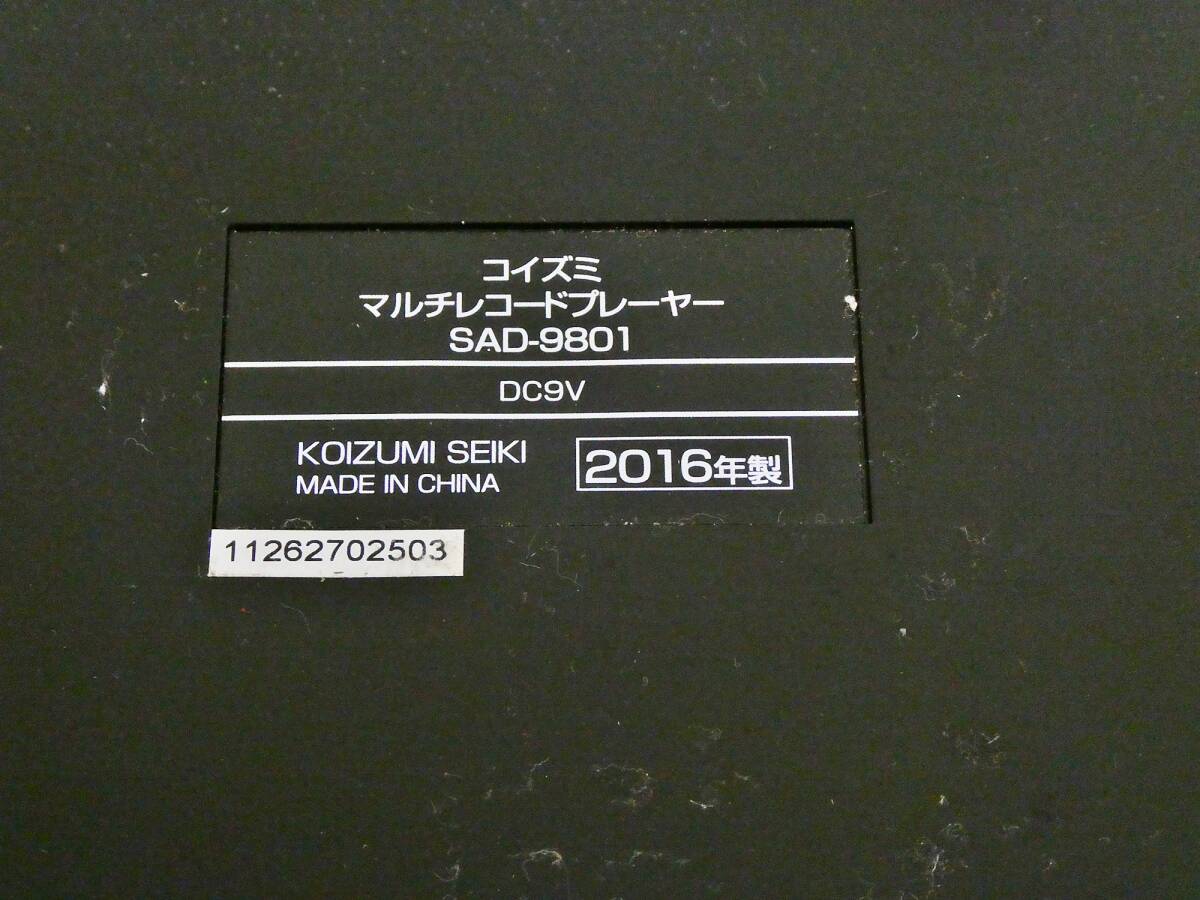 コイズミ
マルチレコードプレーヤー
SAD-9801
DC9V
KOIZUMI SEIKI
MADE IN CHINA
2016年製
11262702503